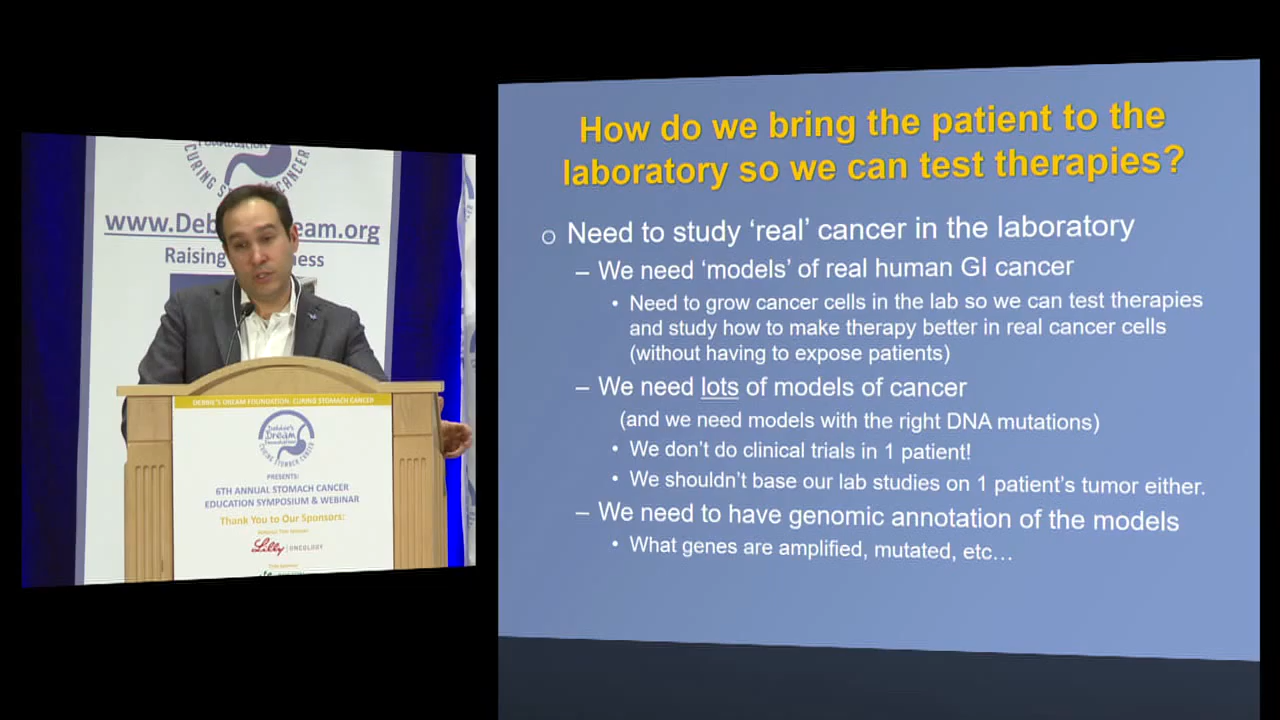 Foundation
CURING STOMACH CANCER
www.Deb eam.org
Raising ness
DEBBIE'S DREAM FOUNDATION: CURING STOMACH CANCER
Debbie's
Dream
Foundation
CURING STOMACH CANCER
PRESENTS:
6TH ANNUAL STOMACH CANCER
EDUCATION SYMPOSIUM & WEBINAR
Thank You to Our Sponsors:
Lilly ONCOLOGY
How do we bring the patient to the
laboratory so we can test therapies?
o Need to study ‘real’ cancer in the laboratory
– We need ‘models’ of real human GI cancer
• Need to grow cancer cells in the lab so we can test therapies
and study how to make therapy better in real cancer cells
(without having to expose patients)
– We need lots of models of cancer
(and we need models with the right DNA mutations)
• We don’t do clinical trials in 1 patient!
• We shouldn’t base our lab studies on 1 patient’s tumor either.
– We need to have genomic annotation of the models
• What genes are amplified, mutated, etc…